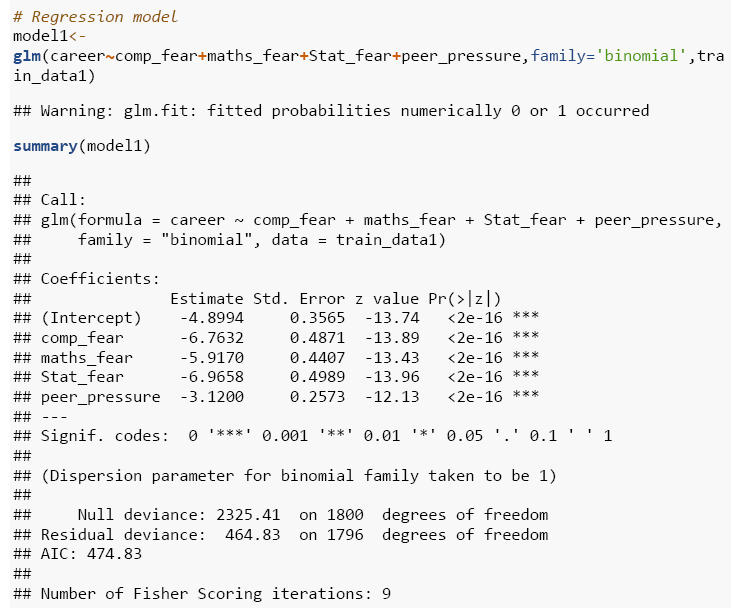 # Regression model
model1<-
glm(career~comp_fear+maths_fear+Stat_fear+peer_pressure,family='binomial',tra
in_data1)
## Warning: glm.fit: fitted probabilities numerically 0 or 1 occurred
summary(model1)
##
## Call:
## glm(formula = career ~ comp_fear + maths_fear + Stat_fear + peer_pressure,
##     family = "binomial", data = train_data1)
##
## Coefficients:
##               Estimate Std. Error z value Pr(>|z|)
## (Intercept)    -4.8994     0.3565  -13.74   <2e-16 ***
## comp_fear      -6.7632     0.4871  -13.89   <2e-16 ***
## maths_fear     -5.9170     0.4407  -13.43   <2e-16 ***
## Stat_fear      -6.9658     0.4989  -13.96   <2e-16 ***
## peer_pressure  -3.1200     0.2573  -12.13   <2e-16 ***
## ---
## Signif. codes:  0 '***' 0.001 '**' 0.01 '*' 0.05 '.' 0.1 ' ' 1
##
## (Dispersion parameter for binomial family taken to be 1)
##
##     Null deviance: 2325.41  on 1800  degrees of freedom
## Residual deviance:  464.83  on 1796  degrees of freedom
## AIC: 474.83
##
## Number of Fisher Scoring iterations: 9